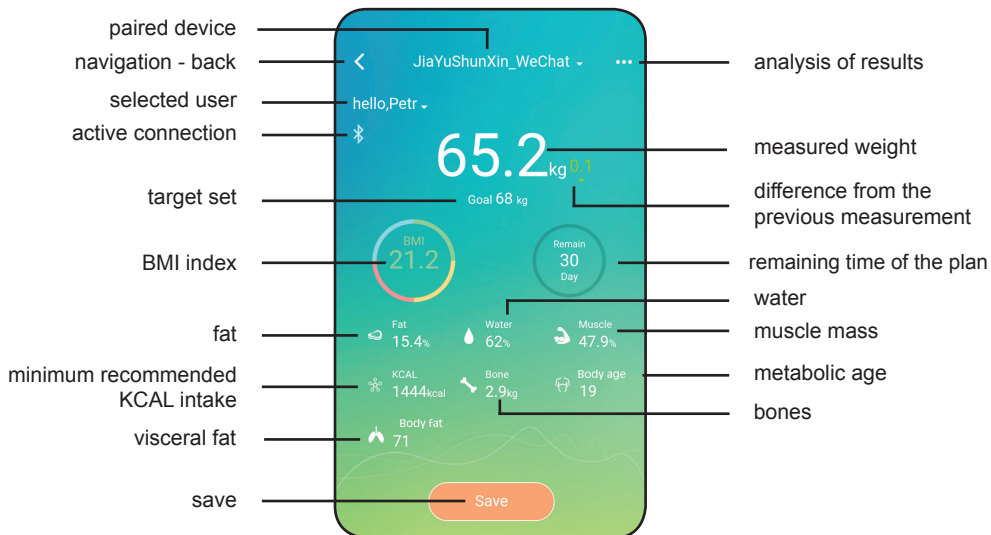 paired device
navigation - back
selected user
active connection
target set
BMI index
fat
minimum recommended
KCAL intake
visceral fat
save
JiaYuShunXin_WeChat
hello,Petr
65.2kg 0.1
Goal 68 kg
BMI
21.2
Remain
30
Day
Fat
15.4%
Water
62%
Muscle
47.9%
KCAL
1444kcal
Bone
2.9kg
Body age
19
Body fat
71
Save
analysis of results
measured weight
difference from the
previous measurement
remaining time of the plan
water
muscle mass
metabolic age
bones